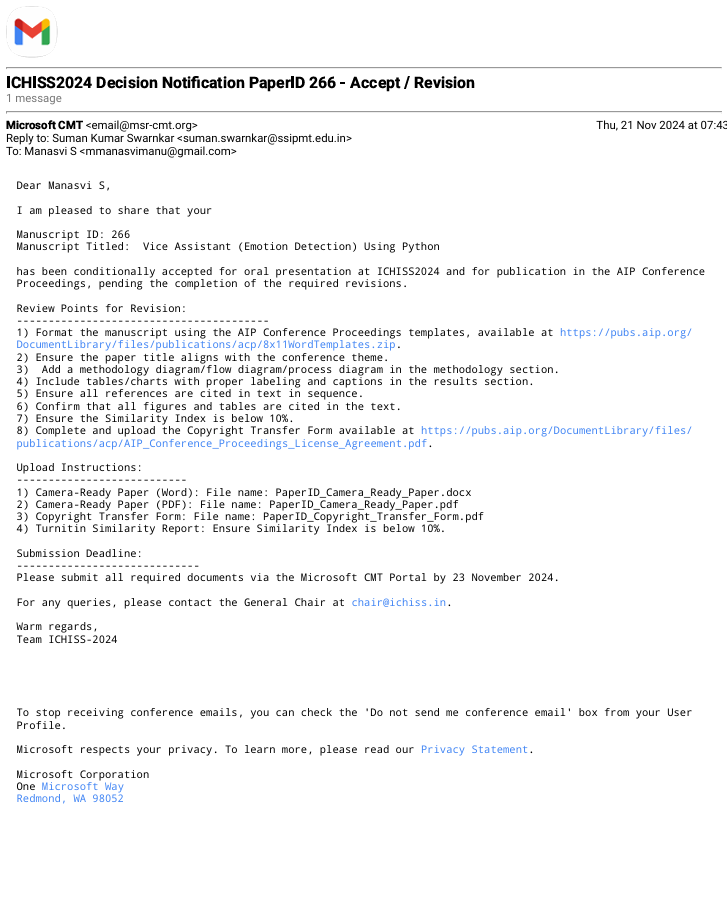 ICHISS2024 Decision Notification PaperID 266 - Accept / Revision
1 message
Microsoft CMT <email@msr-cmt.org> Thu, 21 Nov 2024 at 07:43
Reply to: Suman Kumar Swarnkar <suman.swarnkar@ssipmt.edu.in>
To: Manasvi S <mmanasvimanu@gmail.com>
Dear Manasvi S,
I am pleased to share that your
Manuscript ID: 266
Manuscript Titled:  Vice Assistant (Emotion Detection) Using Python
has been conditionally accepted for oral presentation at ICHISS2024 and for publication in the AIP Conference
Proceedings, pending the completion of the required revisions.
Review Points for Revision:
----------------------------------------
1) Format the manuscript using the AIP Conference Proceedings templates, available at https://pubs.aip.org/
DocumentLibrary/files/publications/acp/8x11WordTemplates.zip.
2) Ensure the paper title aligns with the conference theme.
3)  Add a methodology diagram/flow diagram/process diagram in the methodology section.
4) Include tables/charts with proper labeling and captions in the results section.
5) Ensure all references are cited in text in sequence.
6) Confirm that all figures and tables are cited in the text.
7) Ensure the Similarity Index is below 10%.
8) Complete and upload the Copyright Transfer Form available at https://pubs.aip.org/DocumentLibrary/files/
publications/acp/AIP_Conference_Proceedings_License_Agreement.pdf.
Upload Instructions:
---------------------------
1) Camera-Ready Paper (Word): File name: PaperID_Camera_Ready_Paper.docx
2) Camera-Ready Paper (PDF): File name: PaperID_Camera_Ready_Paper.pdf
3) Copyright Transfer Form: File name: PaperID_Copyright_Transfer_Form.pdf
4) Turnitin Similarity Report: Ensure Similarity Index is below 10%.
Submission Deadline:
-----------------------------
Please submit all required documents via the Microsoft CMT Portal by 23 November 2024.
For any queries, please contact the General Chair at chair@ichiss.in.
Warm regards,
Team ICHISS-2024
To stop receiving conference emails, you can check the 'Do not send me conference email' box from your User
Profile.
Microsoft respects your privacy. To learn more, please read our Privacy Statement.
Microsoft Corporation
One Microsoft Way
Redmond, WA 98052